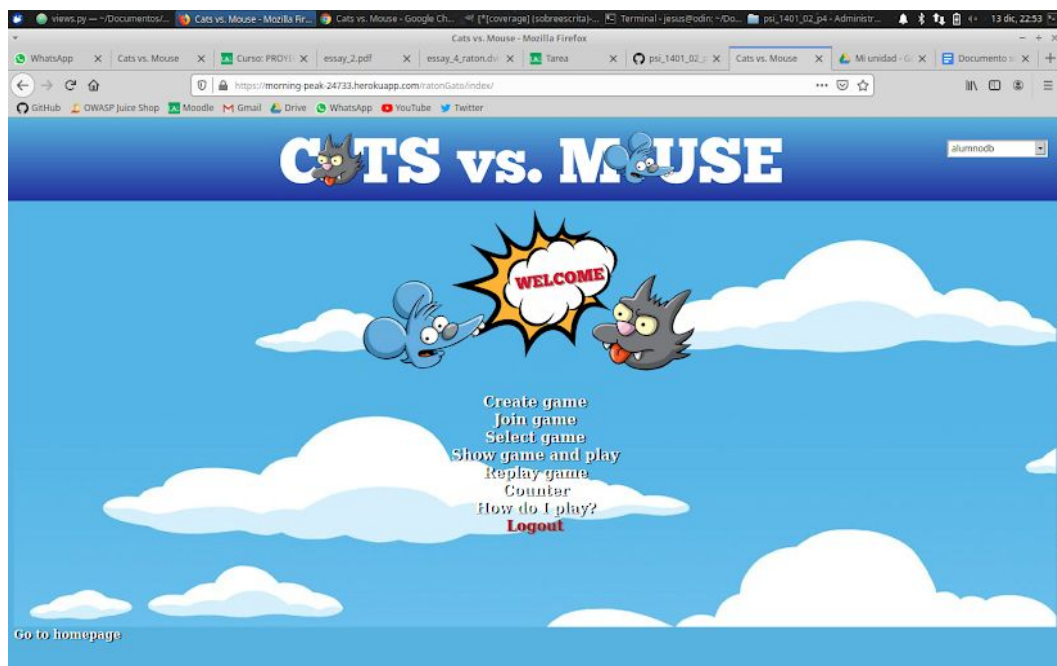 views.py — ~/Documentos/... Cats vs. Mouse - Mozilla Fir... Cats vs. Mouse - Google Ch... [*[coverage] (sobreescrita)-... Terminal - jesus@odin: ~/Do... psi_1401_02_p4 - Administr... 13 dic, 22:53
Cats vs. Mouse - Mozilla Firefox
WhatsApp Cats vs. Mouse Curso: PROYE essay_2.pdf essay_4_raton.dvi Tarea psi_1401_02_ Cats vs. Mouse Mi unidad - G Documento s
https://morning-peak-24733.herokuapp.com/ratonGato/index/
GitHub OWASP Juice Shop Moodle Gmail Drive WhatsApp YouTube Twitter
CATS vs. MOUSE
alumnodb
WELCOME
Create game
Join game
Select game
Show game and play
Replay game
Counter
How do I play?
Logout
Go to homepage